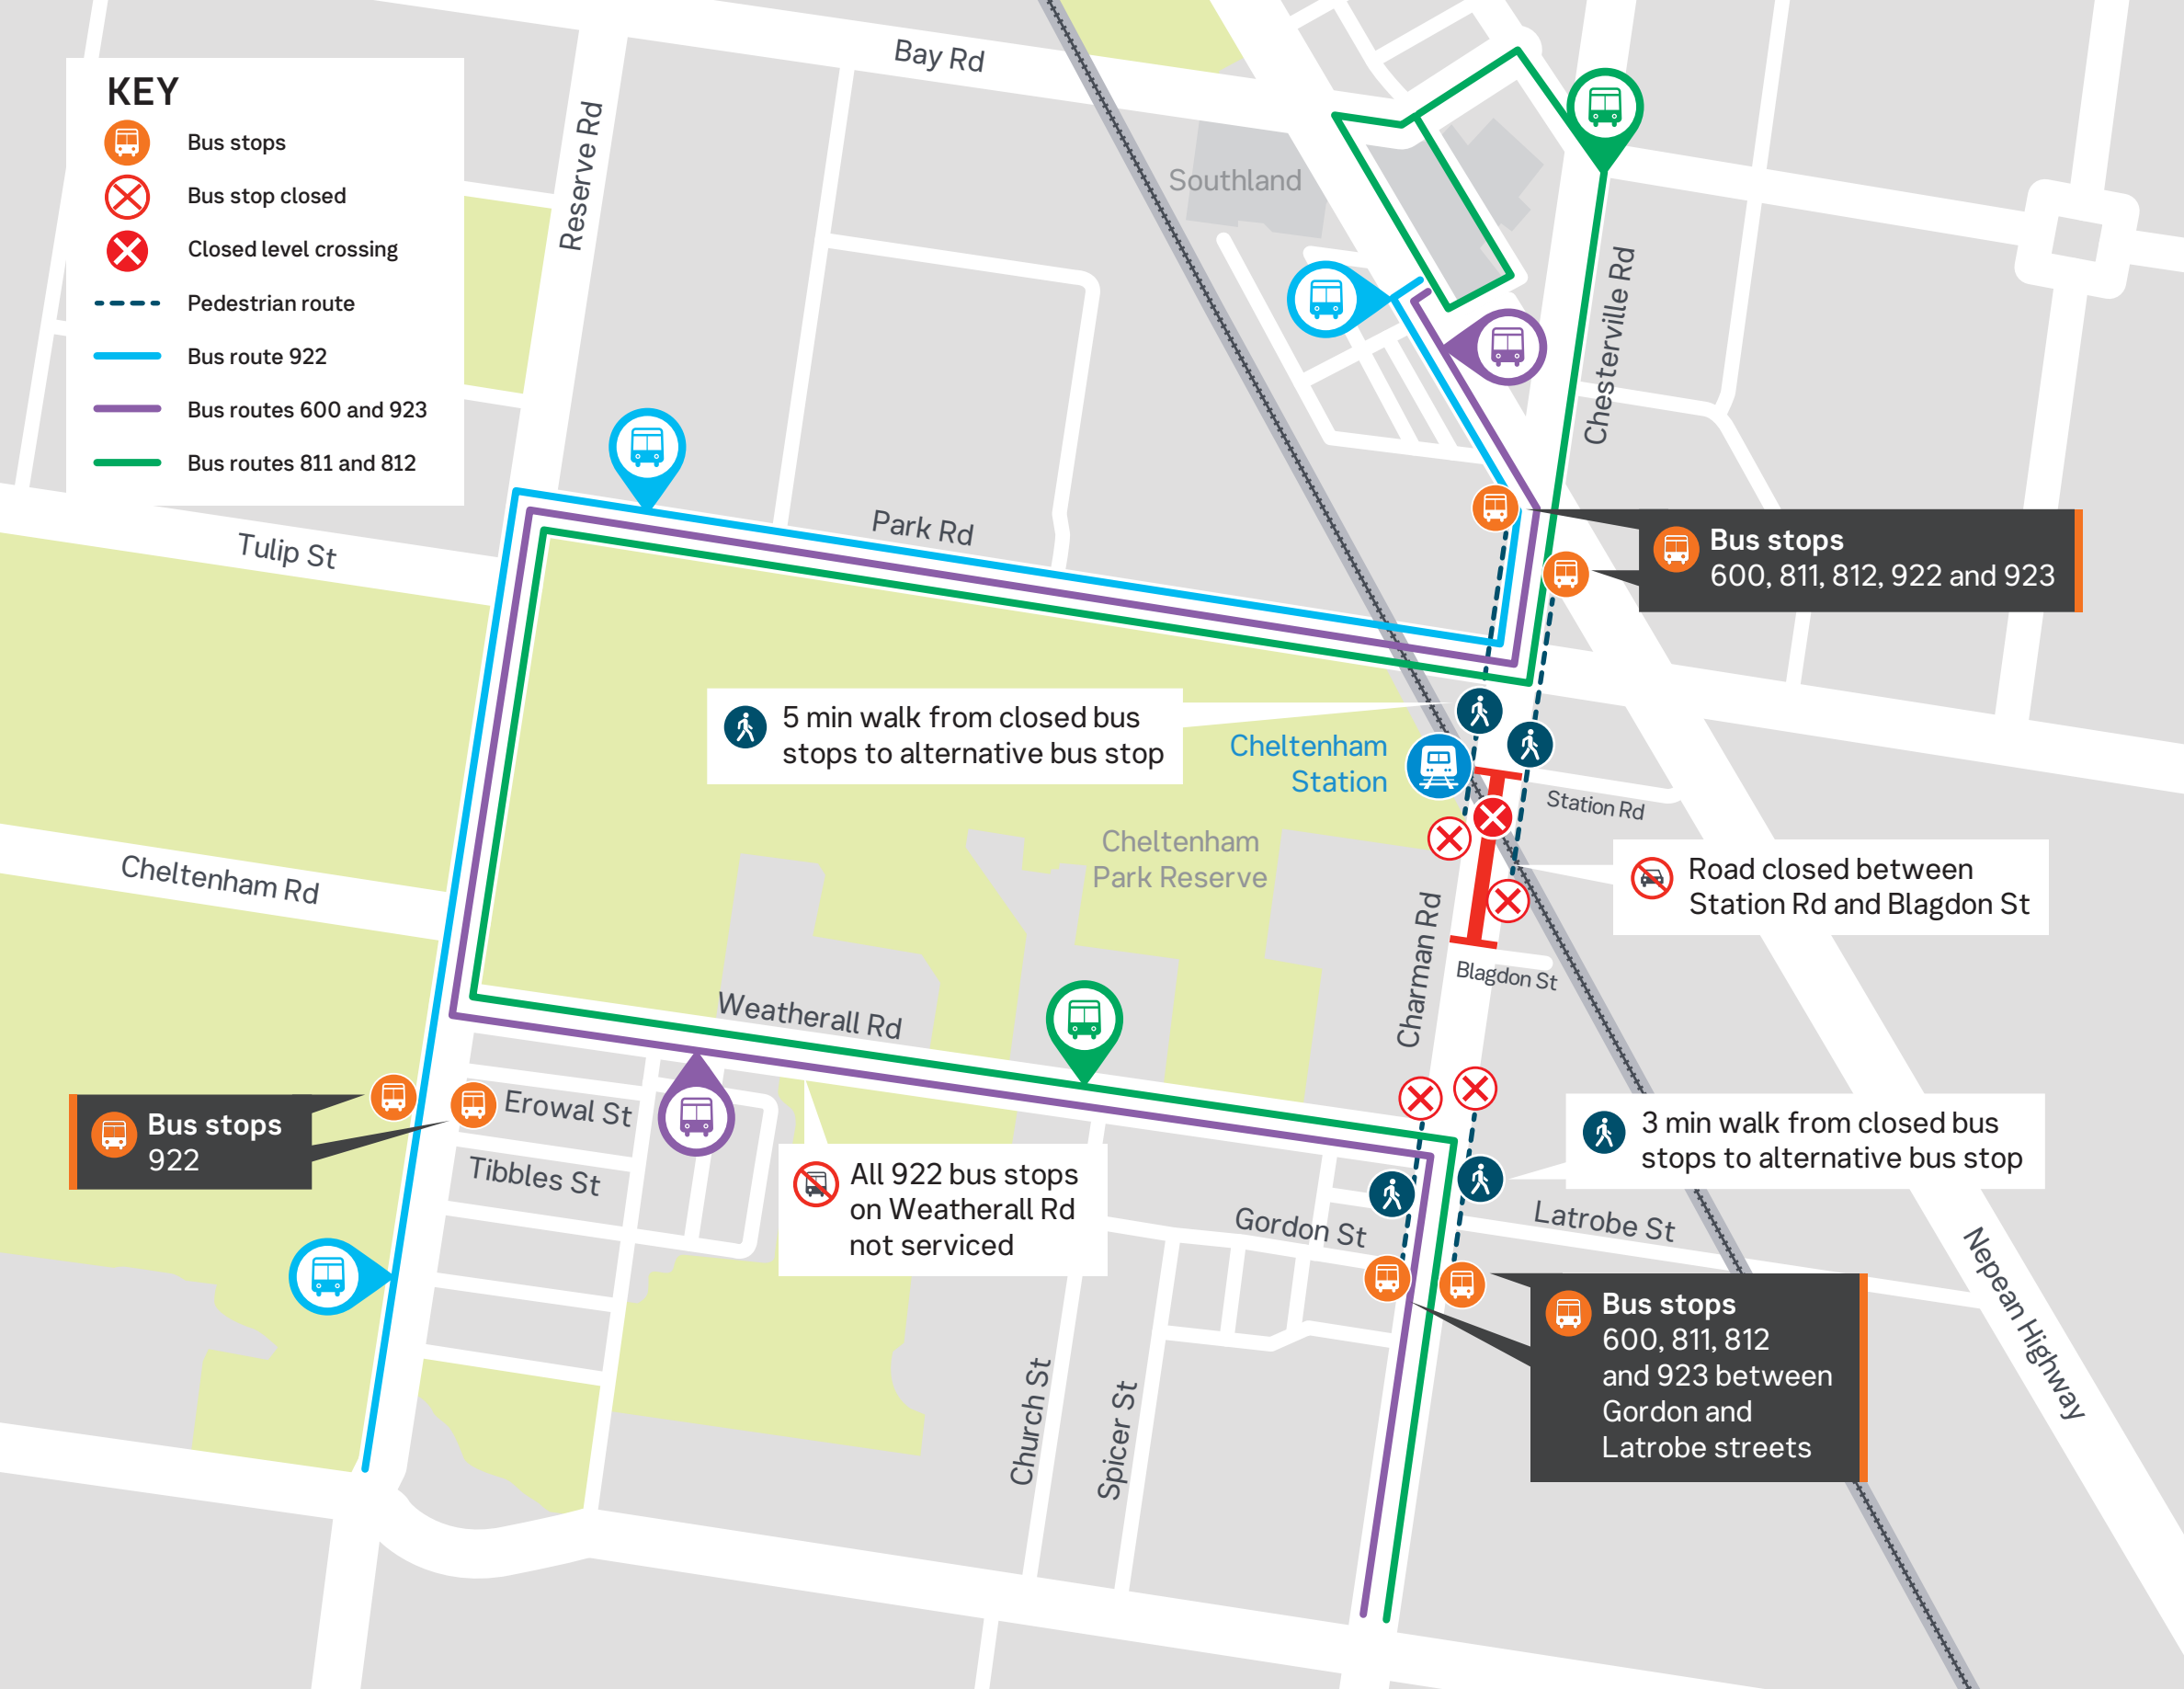 Bay Rd
KEY
Bus stops
Bus stop closed
Closed level crossing
Pedestrian route
Bus route 922
Bus routes 600 and 923
Bus routes 811 and 812
Reserve Rd
Southland
Chesterville Rd
Park Rd
Tulip St
Bus stops
600, 811, 812, 922 and 923
5 min walk from closed bus
stops to alternative bus stop
Cheltenham
Station
Station Rd
Cheltenham
Park Reserve
Road closed between
Station Rd and Blagdon St
Cheltenham Rd
Charman Rd
Blagdon St
Weatherall Rd
Erowal St
Bus stops
922
Tibbles St
All 922 bus stops
on Weatherall Rd
not serviced
3 min walk from closed bus
stops to alternative bus stop
Gordon St
Latrobe St
Nepean Highway
Bus stops
600, 811, 812
and 923 between
Gordon and
Latrobe streets
Church St
Spicer St